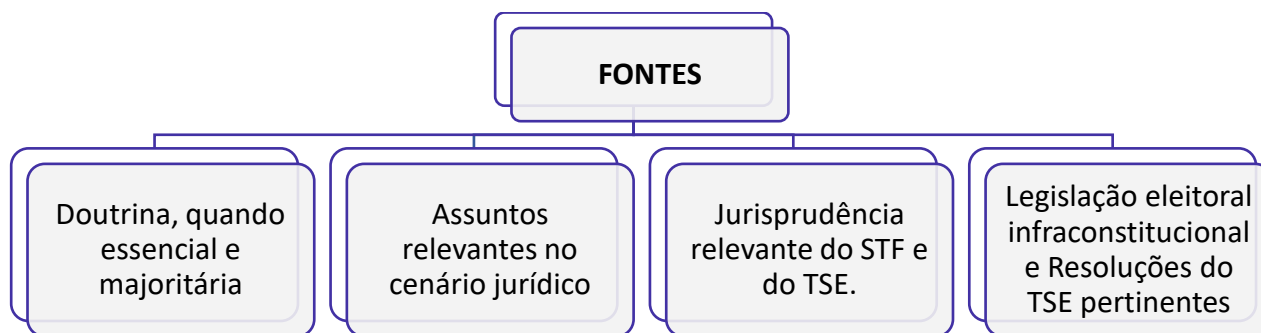 FONTES
Doutrina, quando
essencial e
majoritária
Assuntos
relevantes no
cenário jurídico
Jurisprudência
relevante do STF e
do TSE.
Legislação eleitoral
infraconstitucional
e Resoluções do
TSE pertinentes